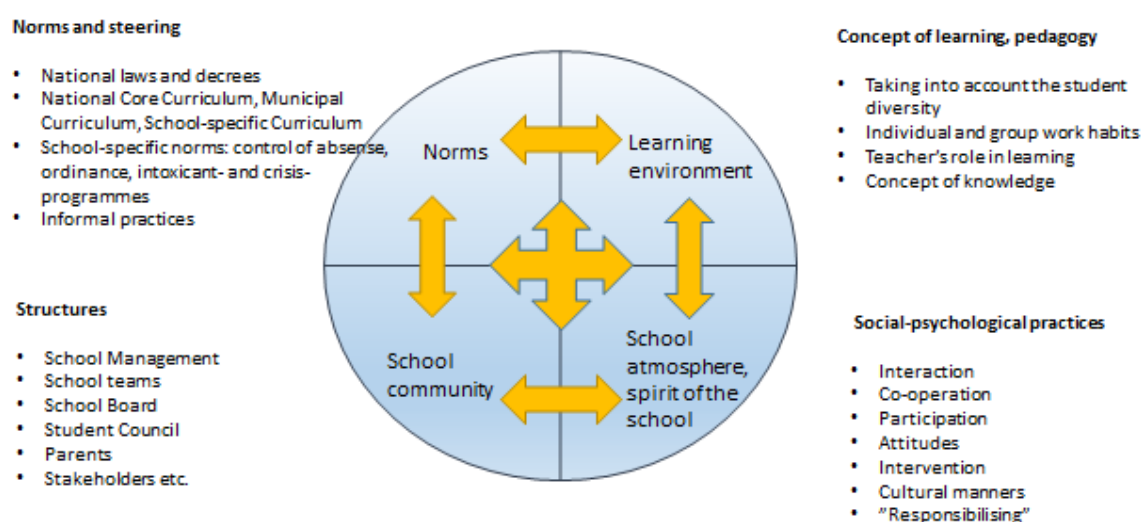 Norms and steering
• National laws and decrees
• National Core Curriculum, Municipal
Curriculum, School-specific Curriculum
• School-specific norms: control of absense,
ordinance, intoxicant- and crisis-
programmes
• Informal practices
Concept of learning, pedagogy
• Taking into account the student
diversity
• Individual and group work habits
• Teacher's role in learning
• Concept of knowledge
Norms
Learning
environment
School
community
School
atmosphere,
spirit of the
school
Structures
• School Management
• School teams
• School Board
• Student Council
• Parents
• Stakeholders etc.
Social-psychological practices
• Interaction
• Co-operation
• Participation
• Attitudes
• Intervention
• Cultural manners
• ”Responsibilising”